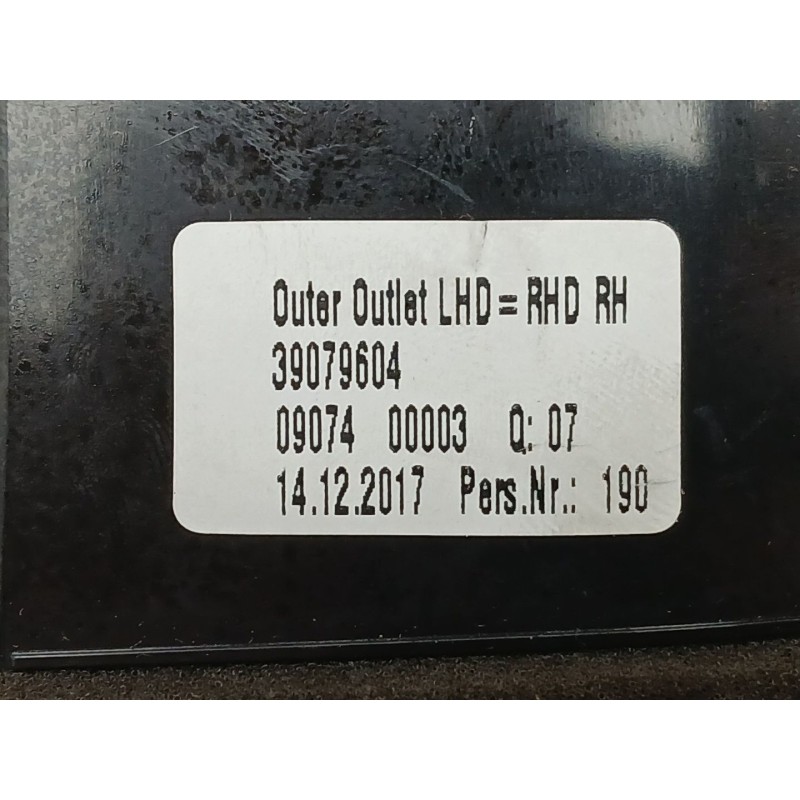 Outer Outlet LHD = RHD RH
39079604
09074 00003 Q: 07
14.12.2017 Pers.Nr.: 190